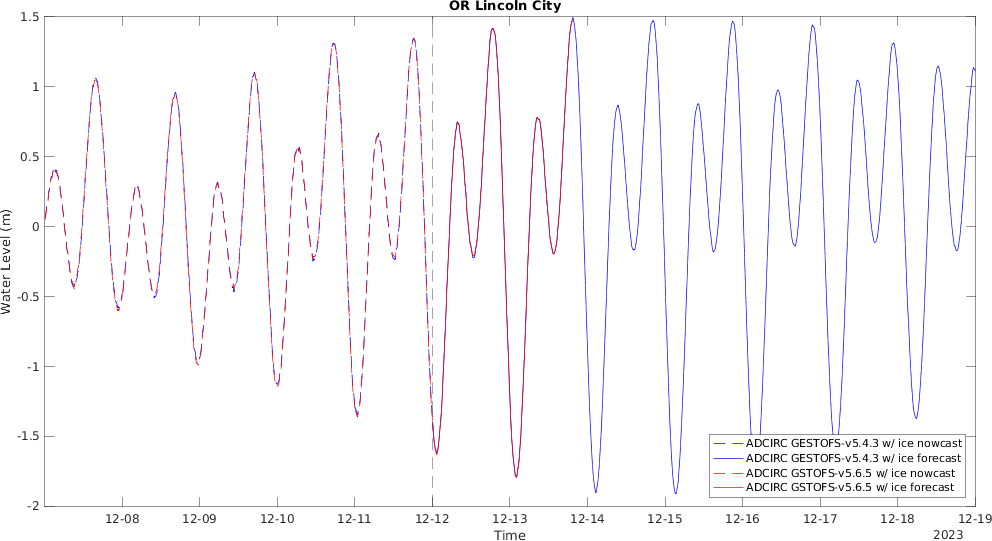 OR Lincoln City
1.5
1
0.5
0
-0.5
-1
-1.5
-2
Water Level (m)
ADCIRC GESTOFS-v5.4.3 w/ ice nowcast
ADCIRC GESTOFS-v5.4.3 w/ ice forecast
ADCIRC GSTOFS-v5.6.5 w/ ice nowcast
ADCIRC GSTOFS-v5.6.5 w/ ice forecast
12-08 12-09 12-10 12-11 12-12 12-13 12-14 12-15 12-16 12-17 12-18 12-19
Time
2023